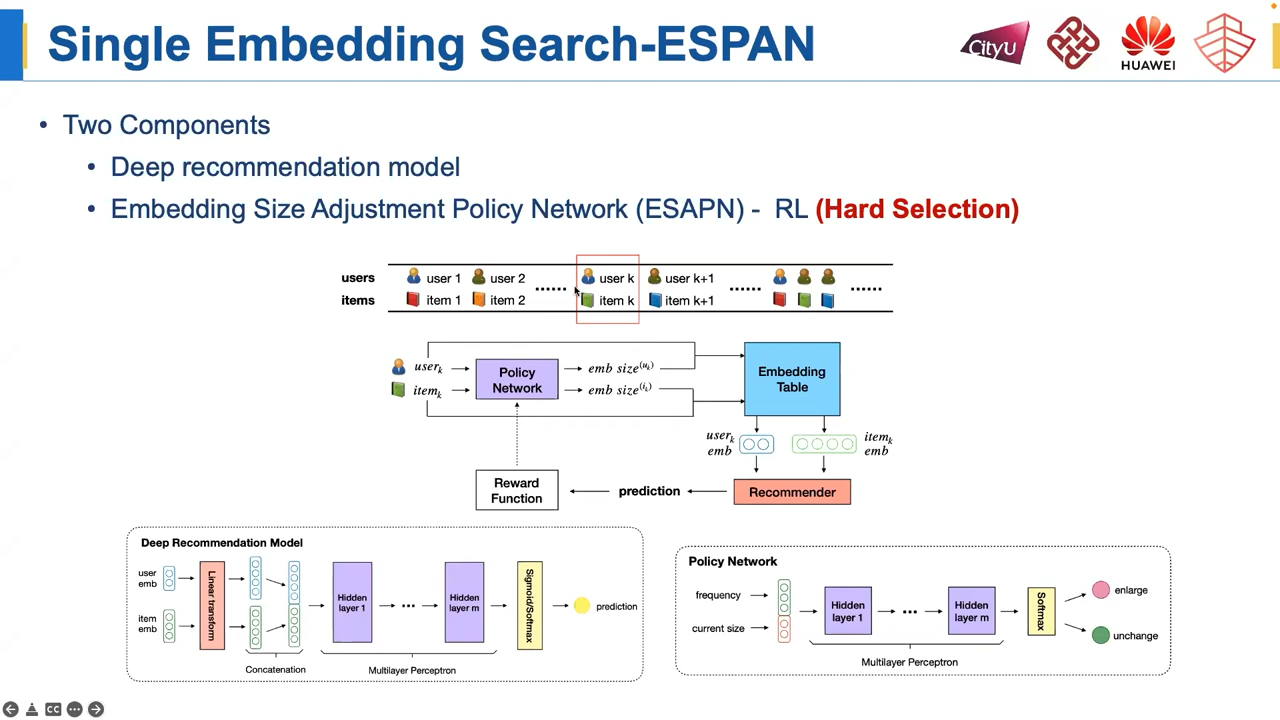 Single Embedding Search-ESPAN
CityU
HUAWEI
• Two Components
• Deep recommendation model
• Embedding Size Adjustment Policy Network (ESAPN) - RL (Hard Selection)
users user 1 user 2 ...... user k user k+1 ...... ......
items item 1 item 2 item k item k+1
user_k
item_k
Policy
Network
emb size^(u_k)
emb size^(i_k)
Embedding
Table
user_k
emb
item_k
emb
Reward
Function
prediction
Recommender
Deep Recommendation Model
user
emb
item
emb
Linear transform
Concatenation
Hidden
layer 1
...
Hidden
layer m
Multilayer Perceptron
Sigmoid/Softmax
prediction
Policy Network
frequency
current size
Hidden
layer 1
...
Hidden
layer m
Multilayer Perceptron
Softmax
enlarge
unchange
CC